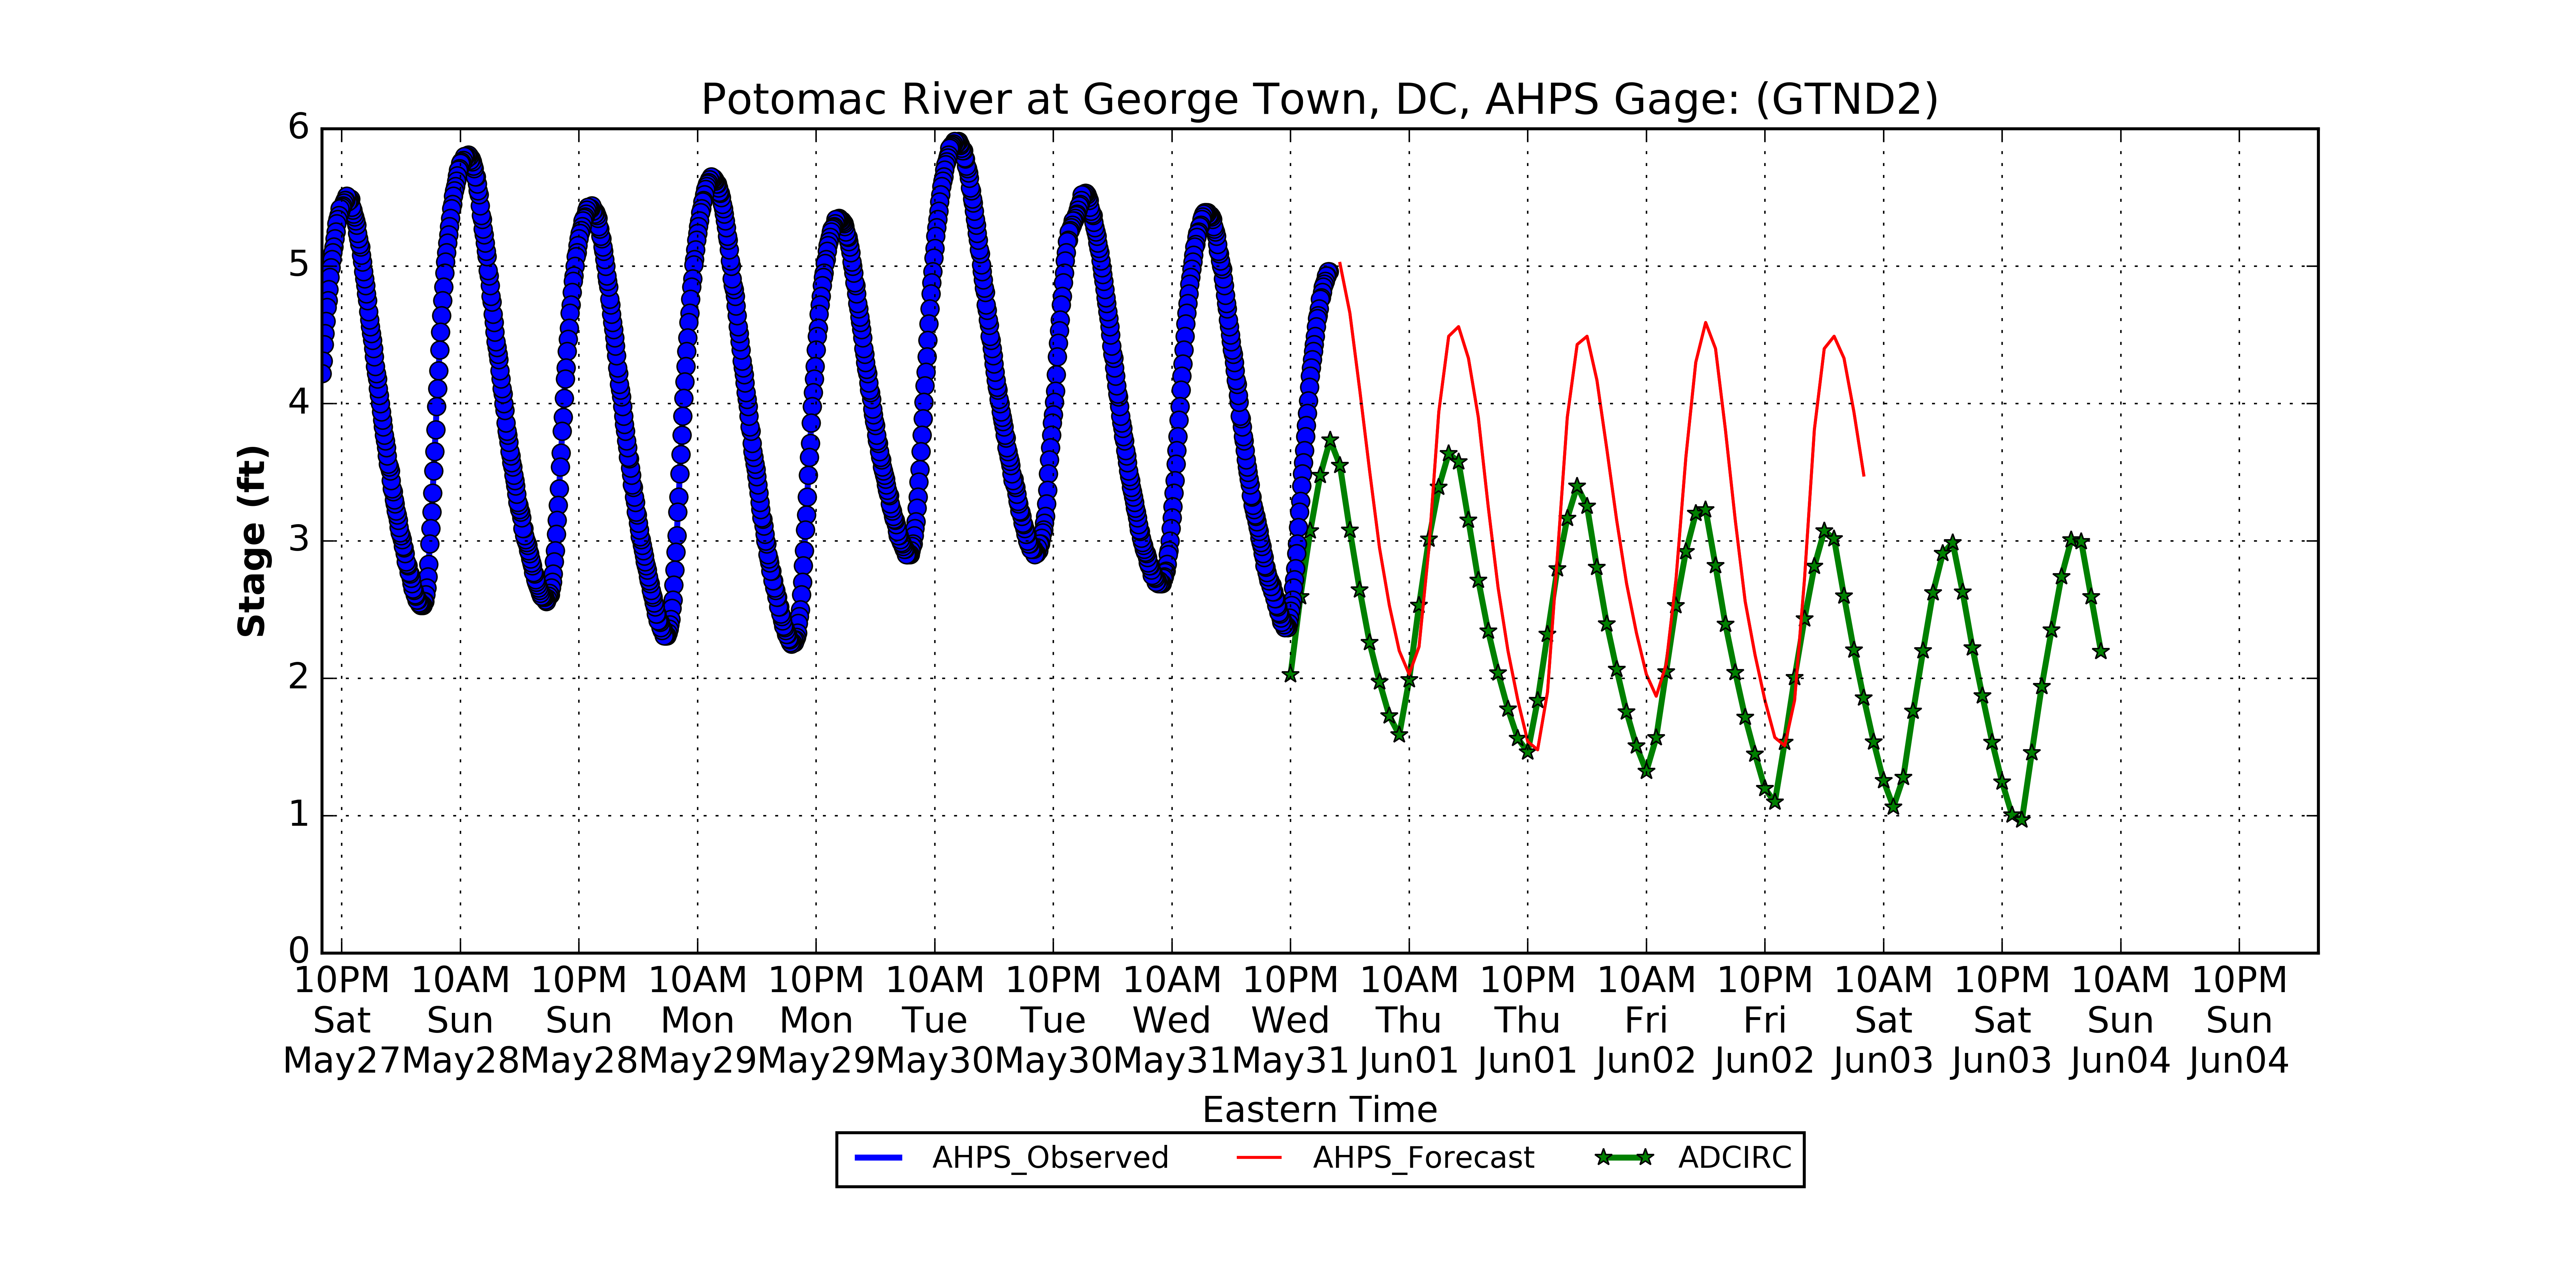 Potomac River at George Town, DC, AHPS Gage: (GTND2)
6
5
4
3
2
1
0
Stage (ft)
10PM 10AM 10PM 10AM 10PM 10AM 10PM 10AM 10PM 10AM 10PM 10AM 10PM 10AM 10PM 10AM 10PM
Sat Sun Sun Mon Mon Tue Tue Wed Wed Thu Thu Fri Fri Sat Sat Sun Sun
May27 May28 May28 May29 May29 May30 May30 May31 May31 Jun01 Jun01 Jun02 Jun02 Jun03 Jun03 Jun04 Jun04
Eastern Time
AHPS_Observed AHPS_Forecast ADCIRC